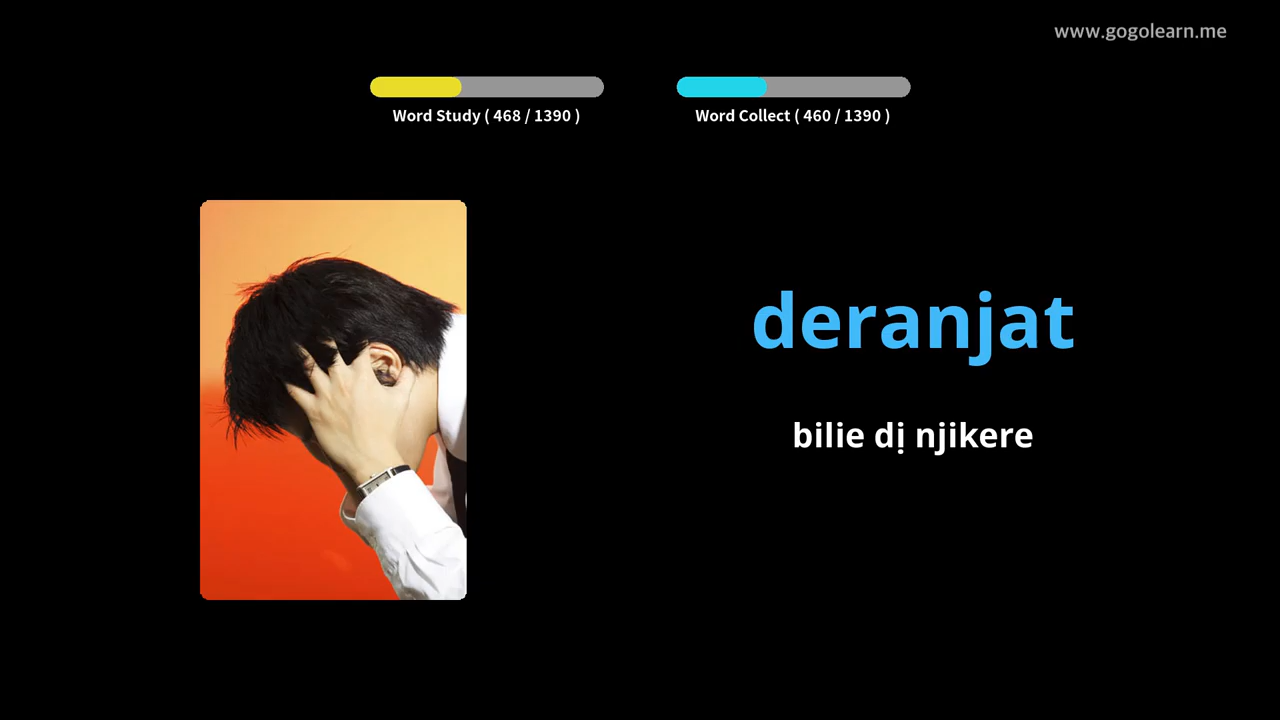 www.gogolearn.me
Word Study ( 468 / 1390 )
Word Collect ( 460 / 1390 )
deranjat
bilie dị njikere